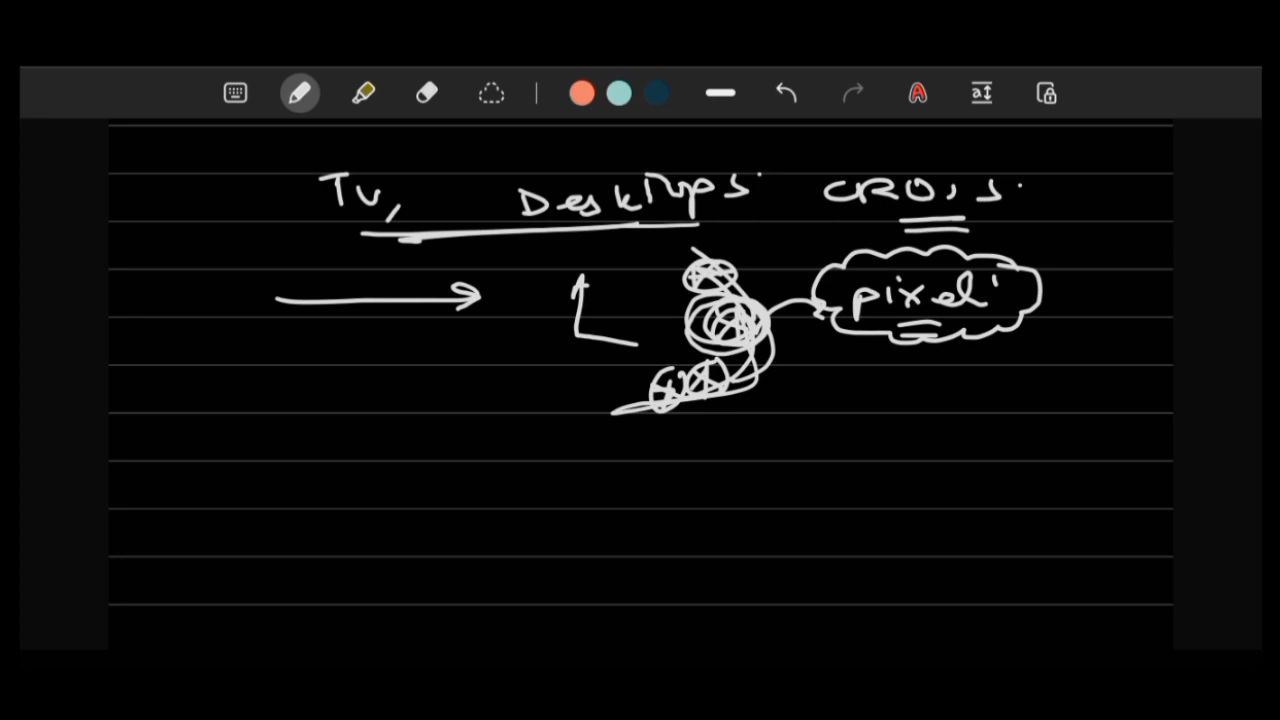 Tv, Desktops. CRO, s.
pixel'